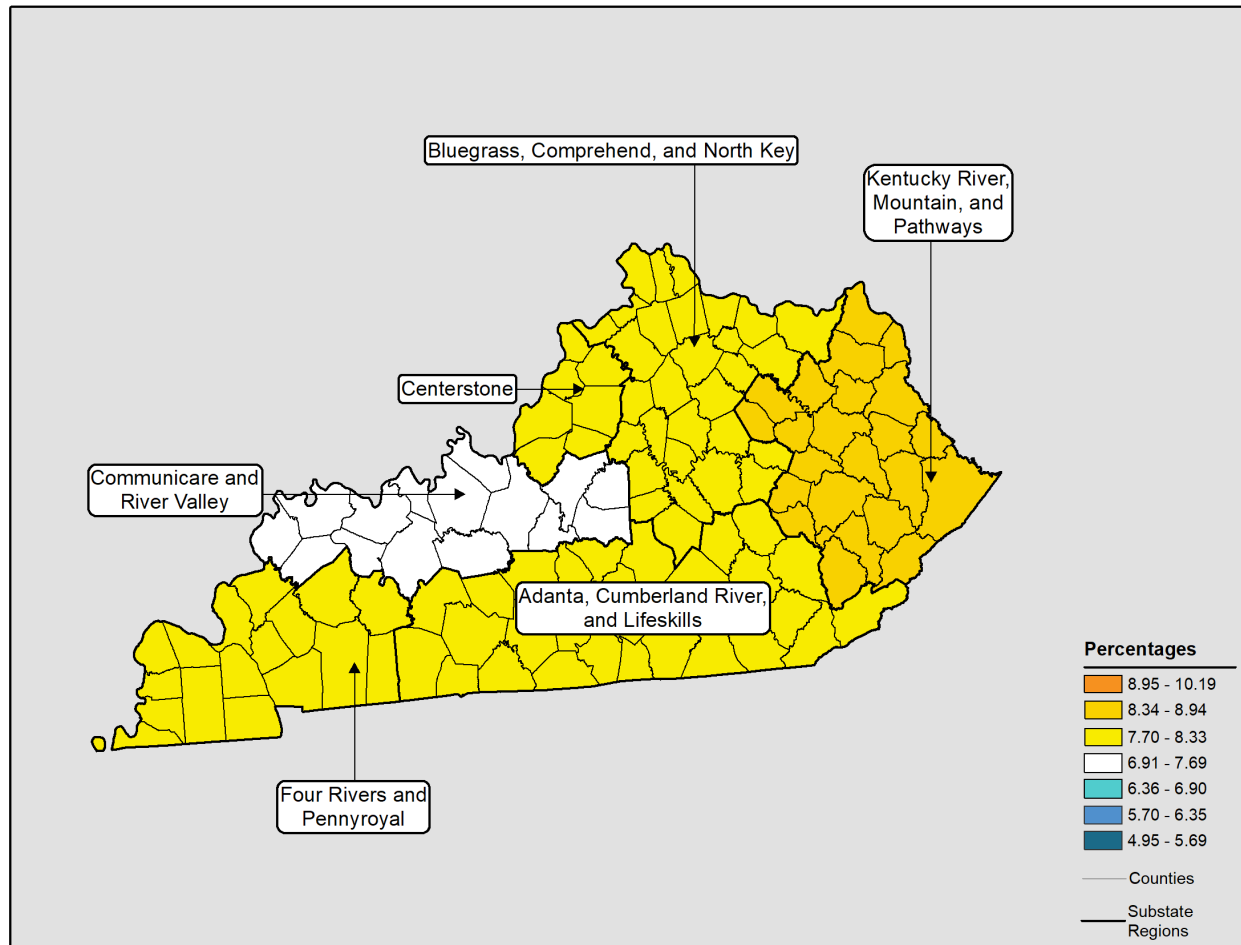 Bluegrass, Comprehend, and North Key
Kentucky River,
Mountain, and
Pathways
Centerstone
Communicare and
River Valley
Adanta, Cumberland River,
and Lifeskills
Four Rivers and
Pennyroyal
Percentages
8.95 - 10.19
8.34 - 8.94
7.70 - 8.33
6.91 - 7.69
6.36 - 6.90
5.70 - 6.35
4.95 - 5.69
Counties
Substate
Regions